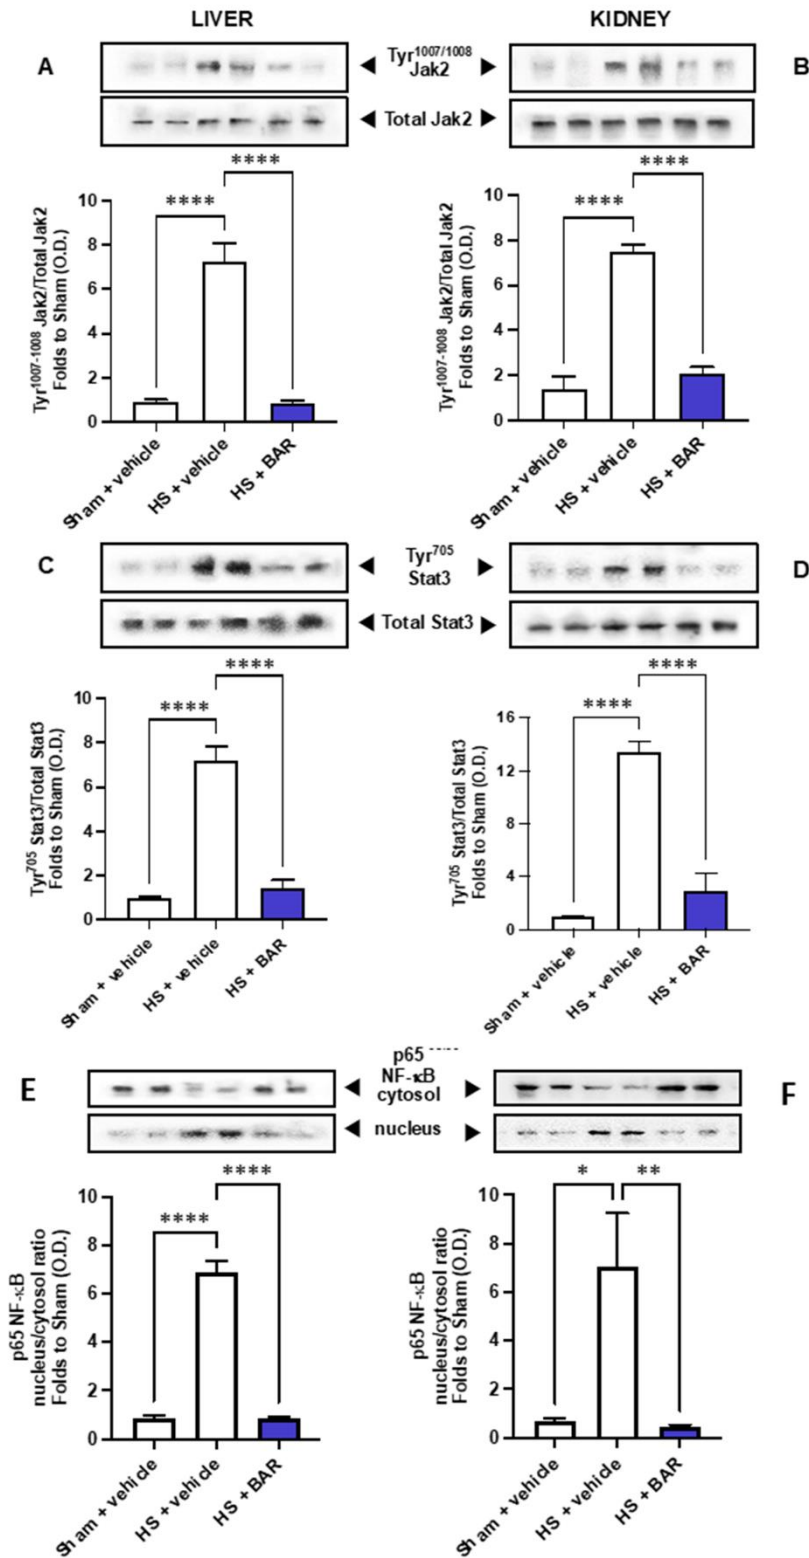 LIVER KIDNEY
A Tyr1007/1008 B
Jak2
Total Jak2
****
****
****
****
Tyr1007-1008 Jak2/Total Jak2
Folds to Sham (O.D.)
10
8
6
4
2
0
Sham + vehicle
HS + vehicle
HS + BAR
Tyr1007-1008 Jak2/Total Jak2
Folds to Sham (O.D.)
10
8
6
4
2
0
Sham + vehicle
HS + vehicle
HS + BAR
C Tyr705 D
Stat3
Total Stat3
****
****
****
****
Tyr705 Stat3/Total Stat3
Folds to Sham (O.D.)
10
8
6
4
2
0
Sham + vehicle
HS + vehicle
HS + BAR
Tyr705 Stat3/Total Stat3
Folds to Sham (O.D.)
16
12
8
4
0
Sham + vehicle
HS + vehicle
HS + BAR
p65
E NF-κB F
cytosol
nucleus
****
****
*
**
p65 NF-κB
nucleus/cytosol ratio
Folds to Sham (O.D.)
10
8
6
4
2
0
Sham + vehicle
HS + vehicle
HS + BAR
p65 NF-κB
nucleus/cytosol ratio
Folds to Sham (O.D.)
10
8
6
4
2
0
Sham + vehicle
HS + vehicle
HS + BAR